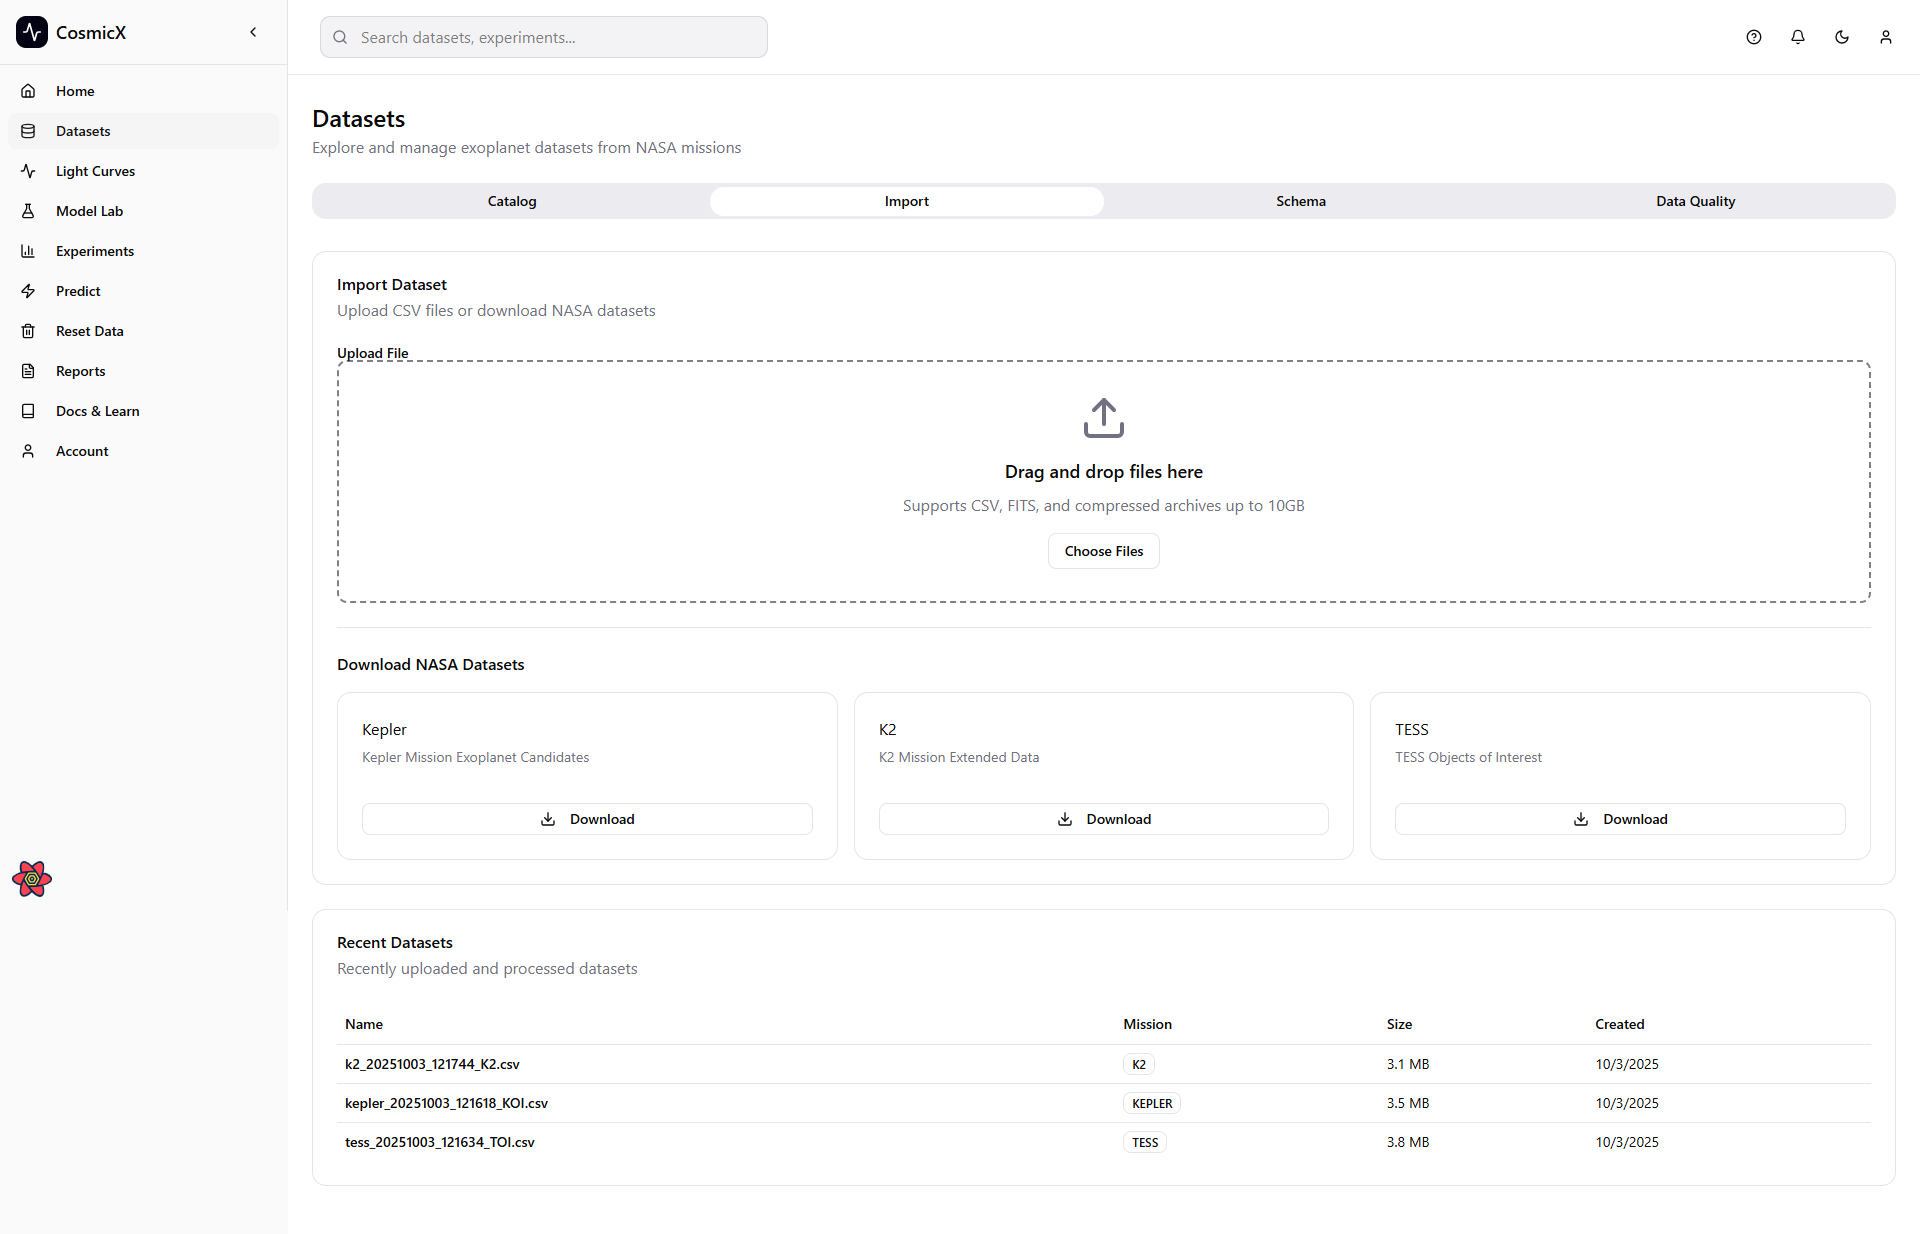 CosmicX
Search datasets, experiments...
Home
Datasets
Light Curves
Model Lab
Experiments
Predict
Reset Data
Reports
Docs & Learn
Account
Datasets
Explore and manage exoplanet datasets from NASA missions
Catalog Import Schema Data Quality
Import Dataset
Upload CSV files or download NASA datasets
Upload File
Drag and drop files here
Supports CSV, FITS, and compressed archives up to 10GB
Choose Files
Download NASA Datasets
Kepler
Kepler Mission Exoplanet Candidates
Download
K2
K2 Mission Extended Data
Download
TESS
TESS Objects of Interest
Download
Recent Datasets
Recently uploaded and processed datasets
Name Mission Size Created
k2_20251003_121744_K2.csv K2 3.1 MB 10/3/2025
kepler_20251003_121618_KOI.csv KEPLER 3.5 MB 10/3/2025
tess_20251003_121634_TOI.csv TESS 3.8 MB 10/3/2025